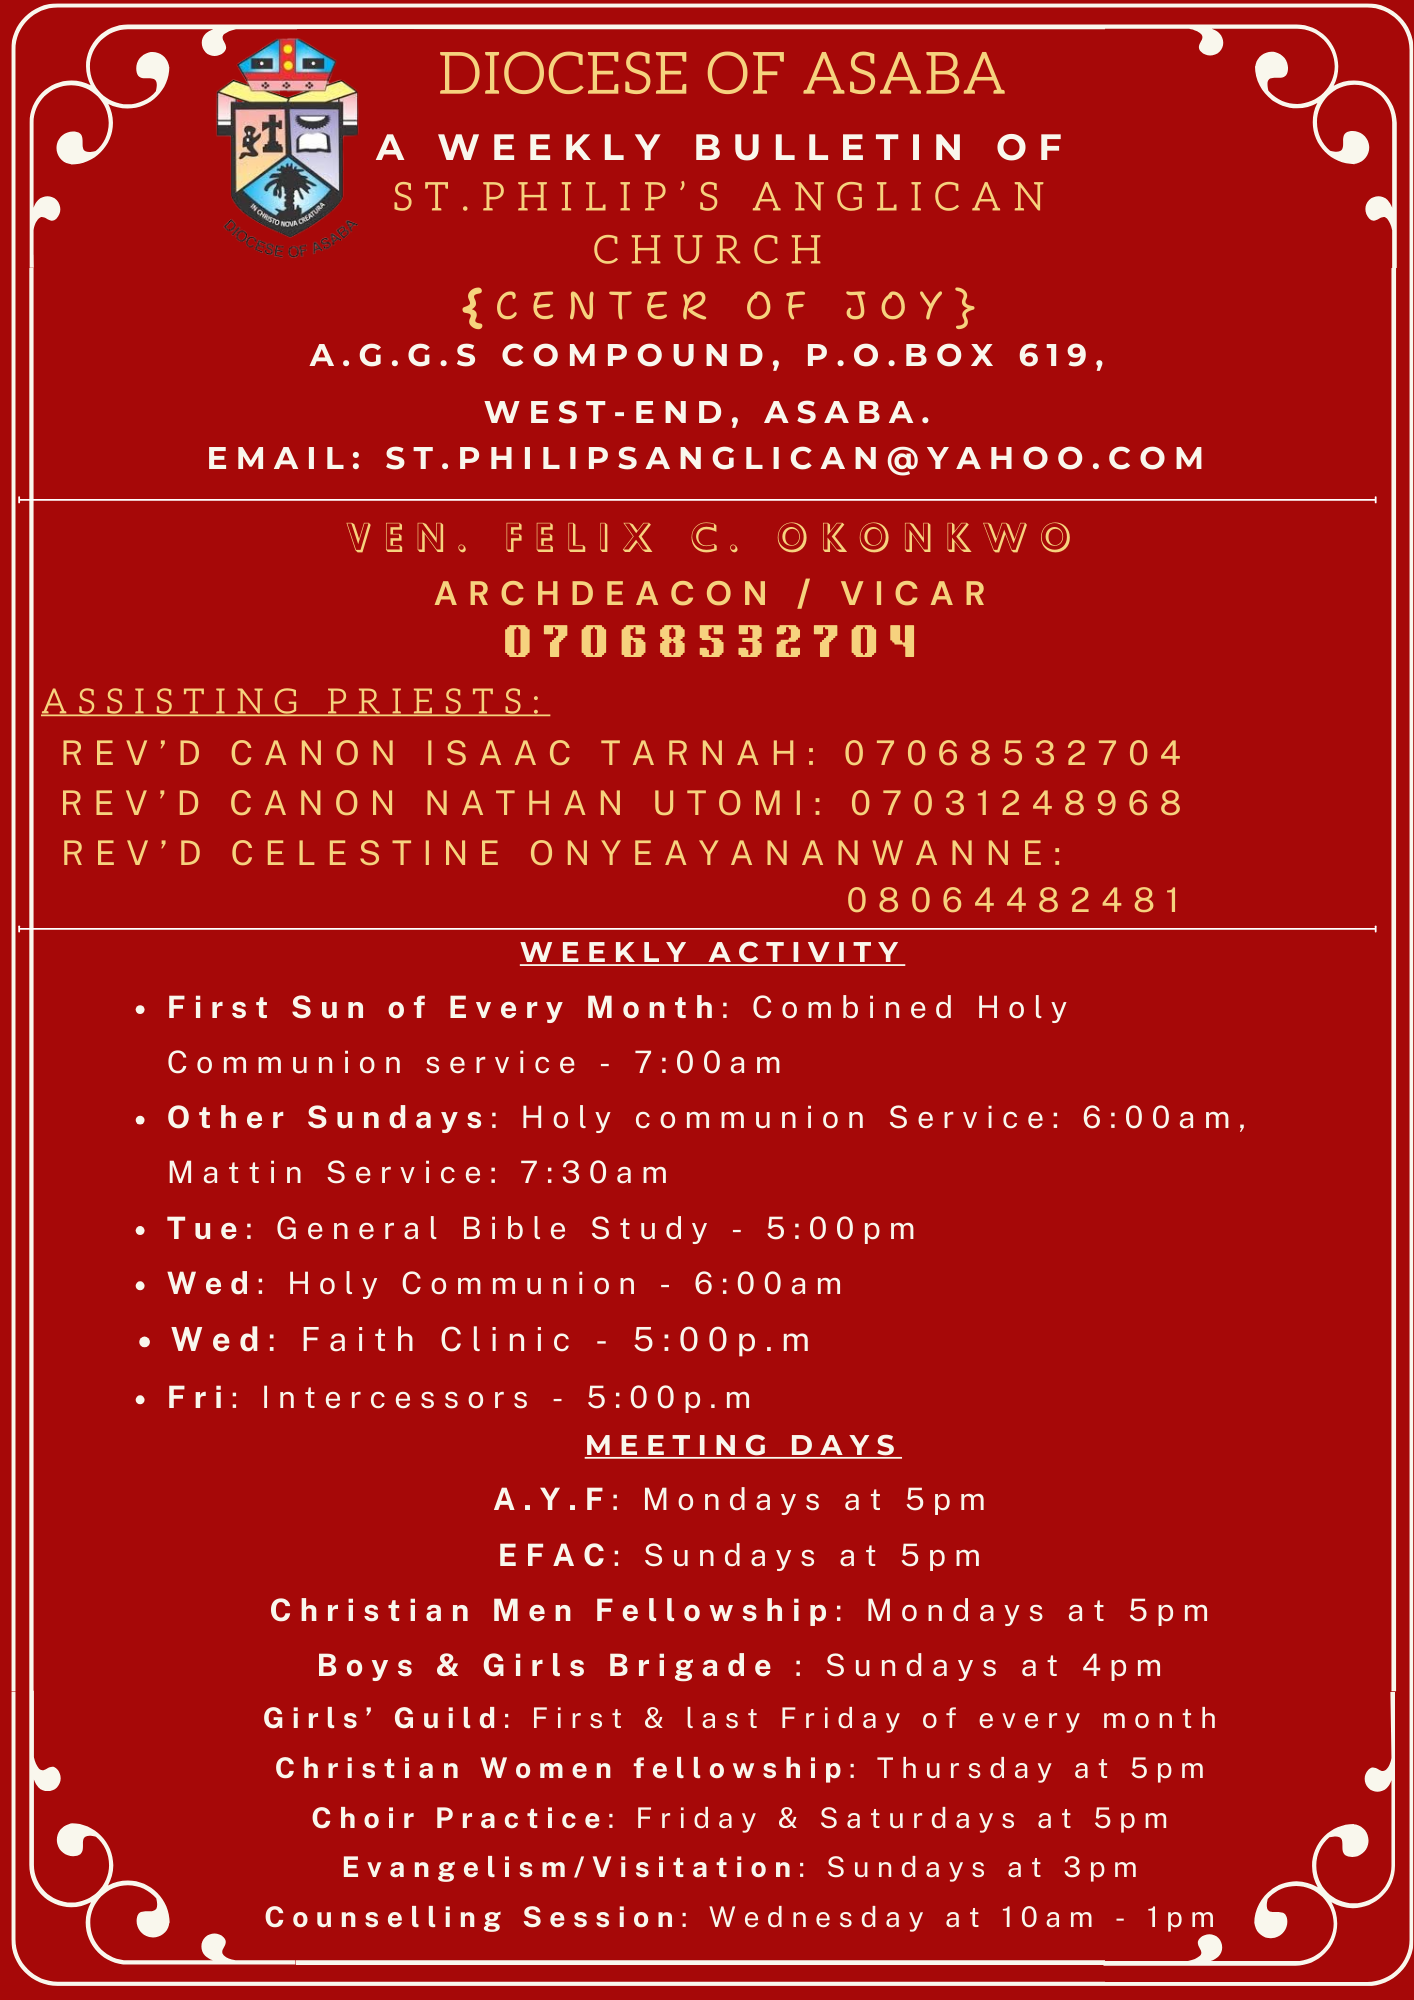 DIOCESE OF ASABA
A WEEKLY BULLETIN OF
ST.PHILIP’S ANGLICAN
CHURCH
{CENTER OF JOY}
A.G.G.S COMPOUND, P.O.BOX 619,
WEST-END, ASABA.
EMAIL: ST.PHILIPSANGLICAN@YAHOO.COM
IN CHRISTO NOVA CREATURA
DIOCESE OF ASABA
VEN. FELIX C. OKONKWO
ARCHDEACON / VICAR
07068532704
ASSISTING PRIESTS:
REV’D CANON ISAAC TARNAH: 07068532704
REV’D CANON NATHAN UTOMI: 07031248968
REV’D CELESTINE ONYEAYANANWANNE:
08064482481
WEEKLY ACTIVITY
• First Sun of Every Month: Combined Holy
Communion service - 7:00am
• Other Sundays: Holy communion Service: 6:00am,
Mattin Service: 7:30am
• Tue: General Bible Study - 5:00pm
• Wed: Holy Communion - 6:00am
• Wed: Faith Clinic - 5:00p.m
• Fri: Intercessors - 5:00p.m
MEETING DAYS
A.Y.F: Mondays at 5pm
EFAC: Sundays at 5pm
Christian Men Fellowship: Mondays at 5pm
Boys & Girls Brigade : Sundays at 4pm
Girls’ Guild: First & last Friday of every month
Christian Women fellowship: Thursday at 5pm
Choir Practice: Friday & Saturdays at 5pm
Evangelism/Visitation: Sundays at 3pm
Counselling Session: Wednesday at 10am - 1pm